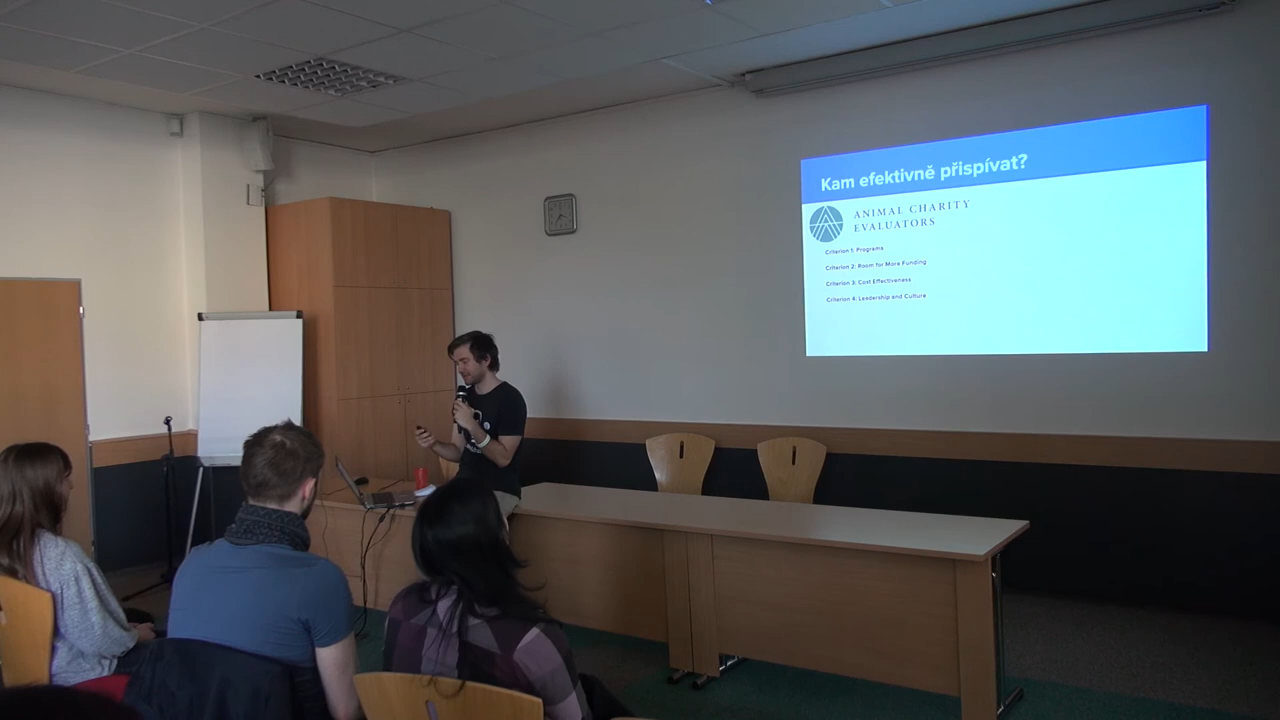 Kam efektivně přispívat?
ANIMAL CHARITY
EVALUATORS
Criterion 1: Programs
Criterion 2: Room for More Funding
Criterion 3: Cost Effectiveness
Criterion 4: Leadership and Culture